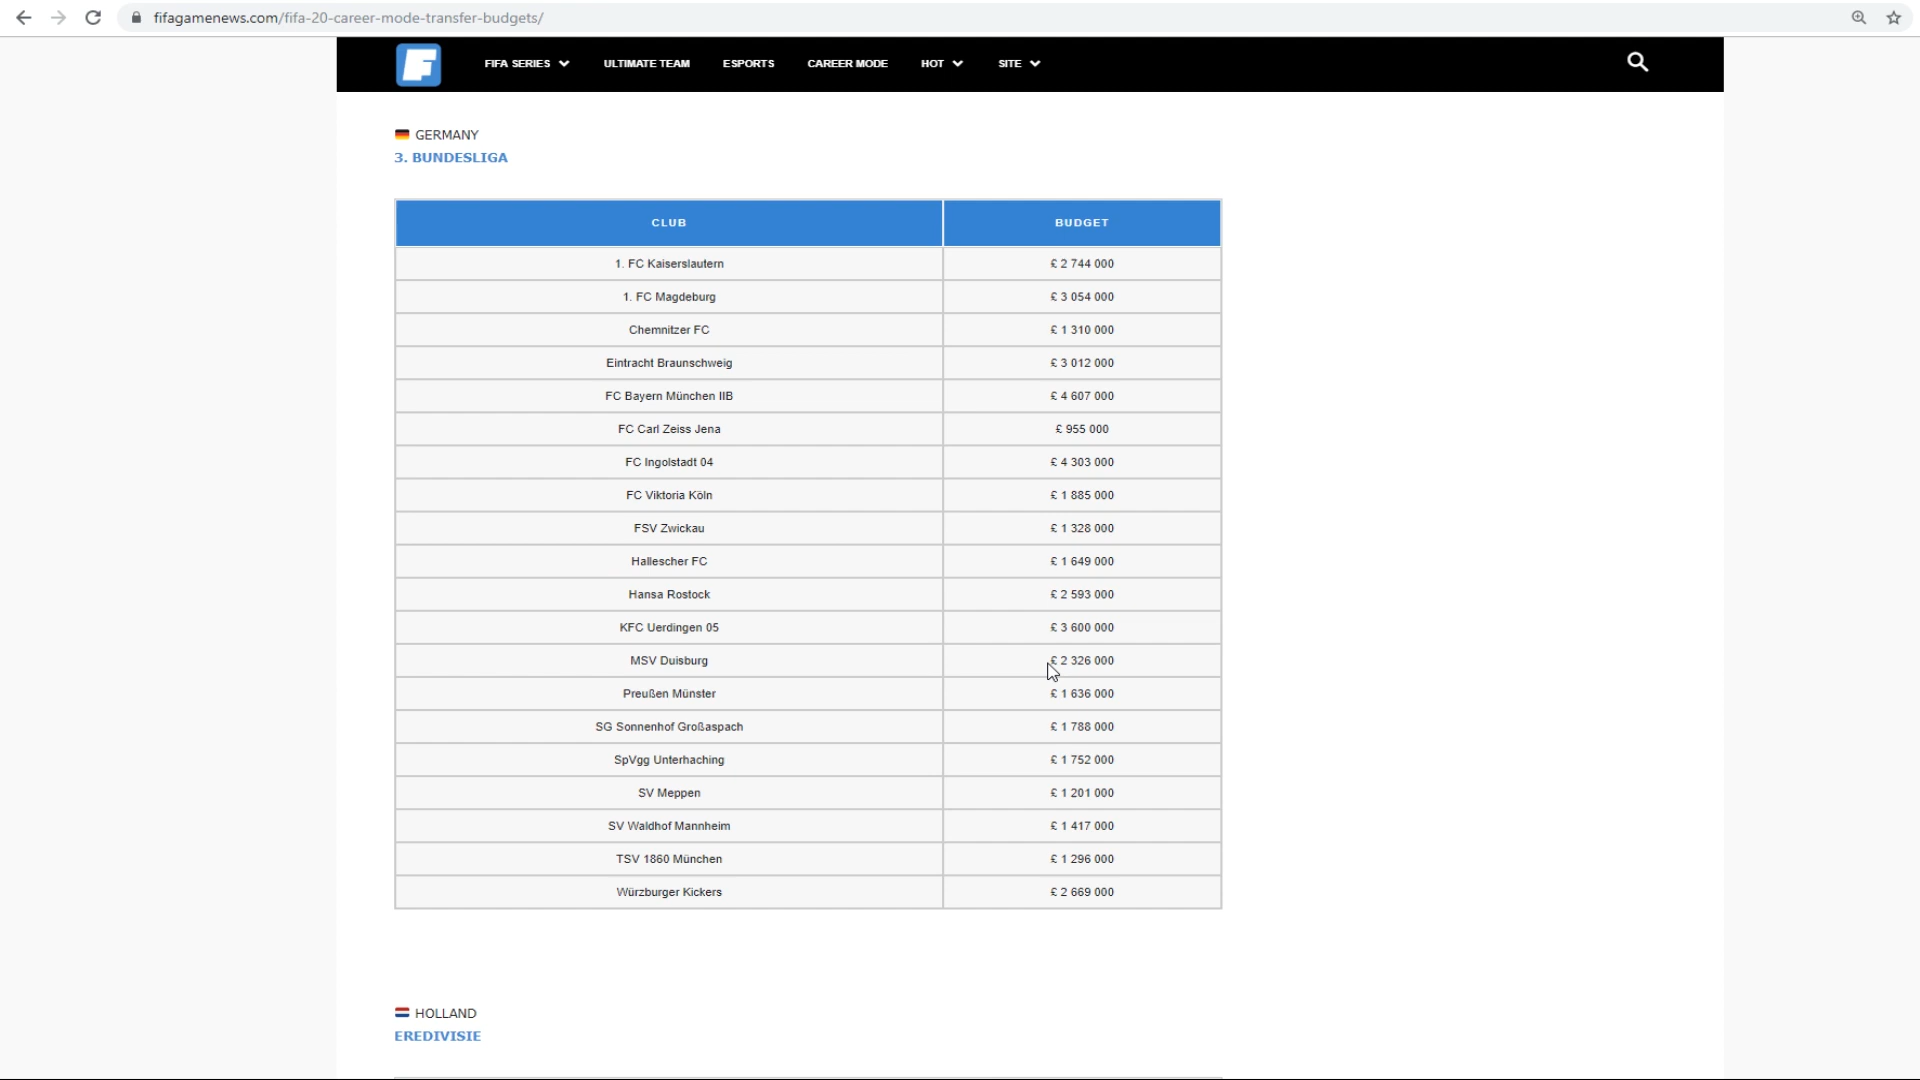 fifagamenews.com/fifa-20-career-mode-transfer-budgets/
FIFA SERIES ULTIMATE TEAM ESPORTS CAREER MODE HOT SITE
GERMANY
3. BUNDESLIGA
CLUB BUDGET
1. FC Kaiserslautern £ 2 744 000
1. FC Magdeburg £ 3 054 000
Chemnitzer FC £ 1 310 000
Eintracht Braunschweig £ 3 012 000
FC Bayern München IIB £ 4 607 000
FC Carl Zeiss Jena £ 955 000
FC Ingolstadt 04 £ 4 303 000
FC Viktoria Köln £ 1 885 000
FSV Zwickau £ 1 328 000
Hallescher FC £ 1 649 000
Hansa Rostock £ 2 593 000
KFC Uerdingen 05 £ 3 600 000
MSV Duisburg £ 2 326 000
Preußen Münster £ 1 636 000
SG Sonnenhof Großaspach £ 1 788 000
SpVgg Unterhaching £ 1 752 000
SV Meppen £ 1 201 000
SV Waldhof Mannheim £ 1 417 000
TSV 1860 München £ 1 296 000
Würzburger Kickers £ 2 669 000
HOLLAND
EREDIVISIE